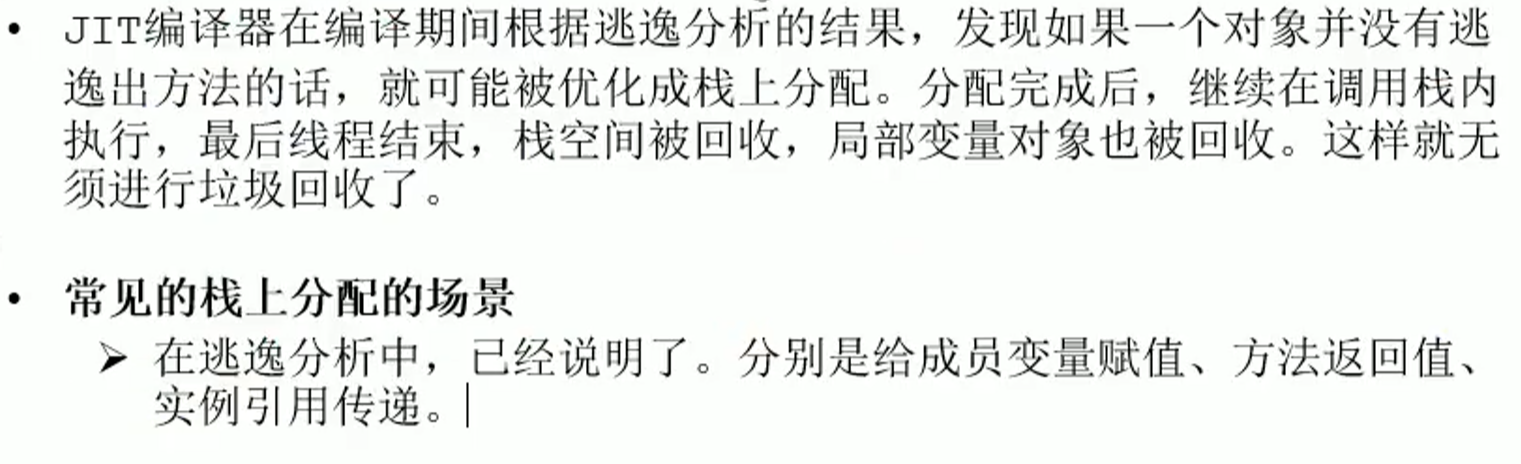 • JIT编译器在编译期间根据逃逸分析的结果，发现如果一个对象并没有逃
逸出方法的话，就可能被优化成栈上分配。分配完成后，继续在调用栈内
执行，最后线程结束，栈空间被回收，局部变量对象也被回收。这样就无
须进行垃圾回收了。
• 常见的栈上分配的场景
➢ 在逃逸分析中，已经说明了。分别是给成员变量赋值、方法返回值、
实例引用传递。